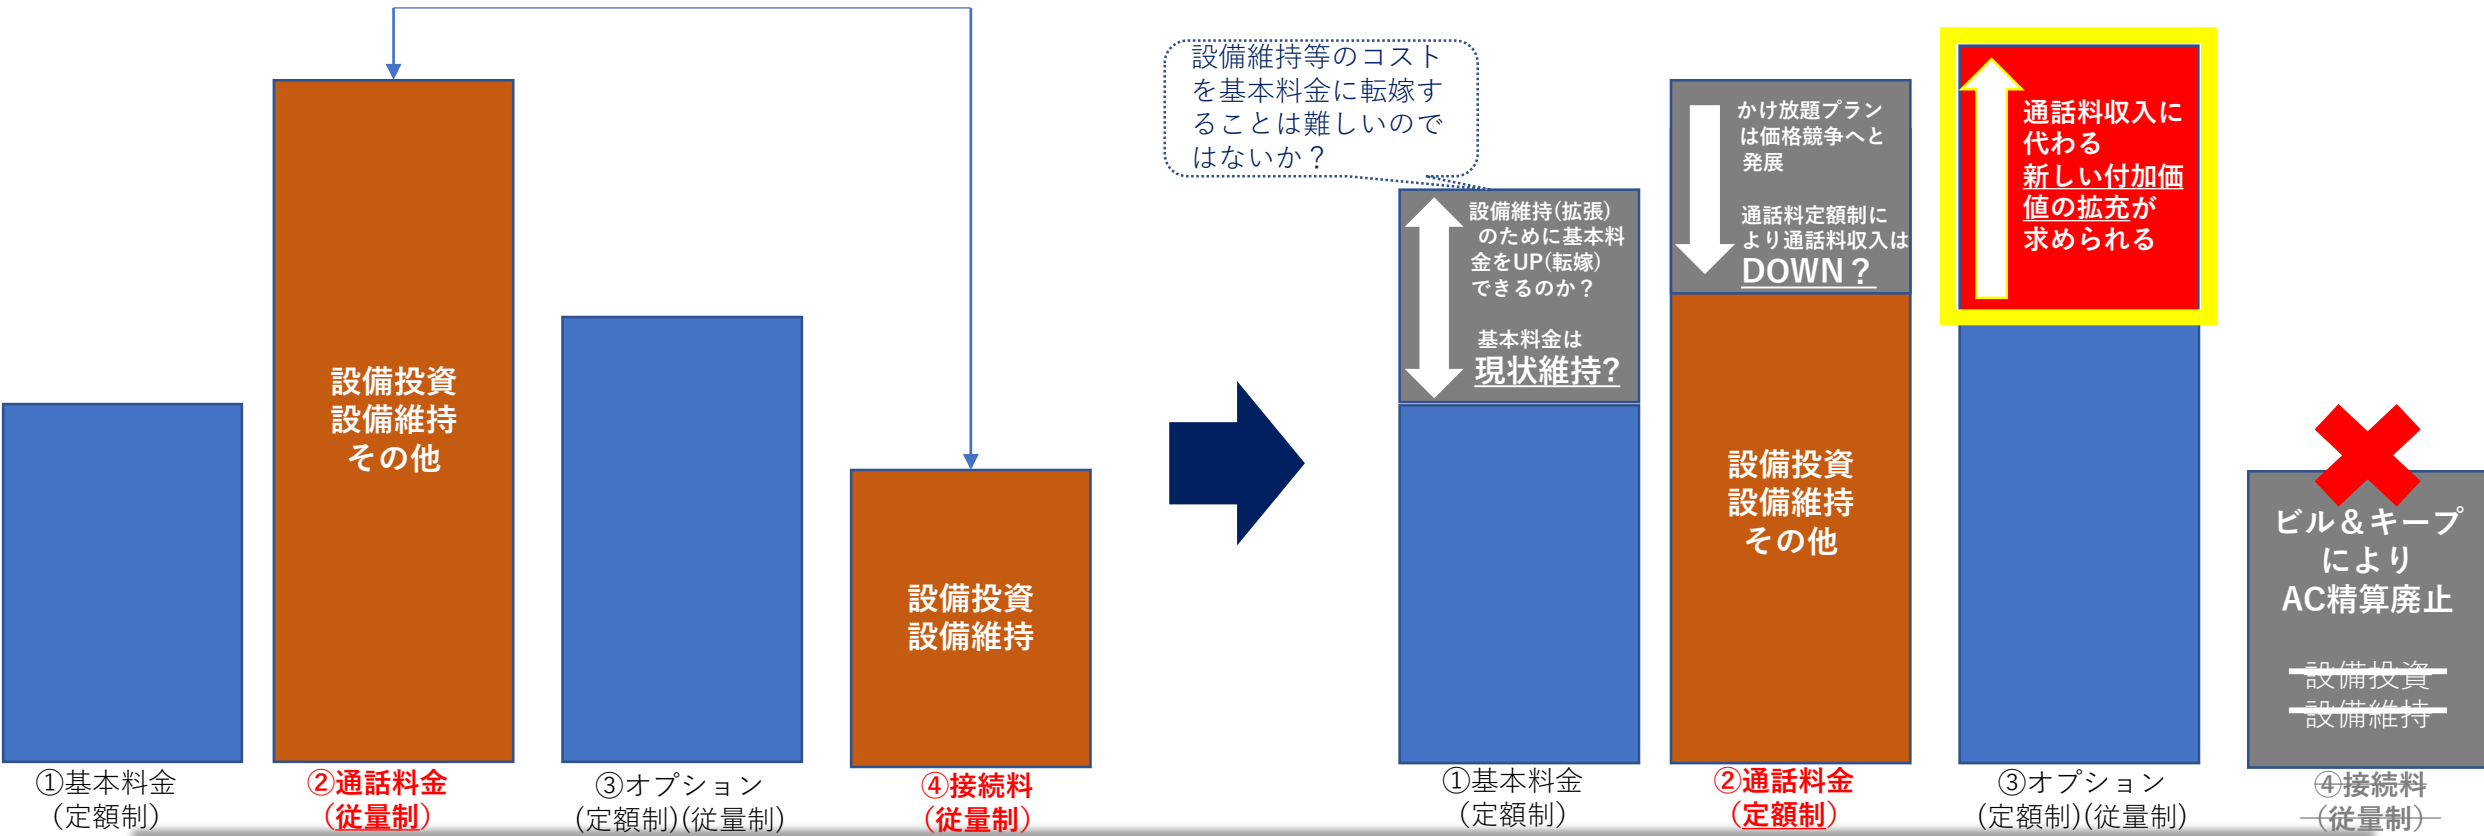 設備投資
設備維持
その他
設備投資
設備維持
①基本料金
（定額制）
②通話料金
（従量制）
③オプション
(定額制)(従量制)
④接続料
（従量制）
設備維持等のコスト
を基本料金に転嫁す
ることは難しいので
はないか？
設備維持(拡張)
のために基本料
金をUP(転嫁)
できるのか？
基本料金は
現状維持?
かけ放題プラン
は価格競争へと
発展
通話料定額制に
より通話料収入は
DOWN？
設備投資
設備維持
その他
通話料収入に
代わる
新しい付加価
値の拡充が
求められる
ビル＆キープ
により
AC精算廃止
設備投資
設備維持
①基本料金
（定額制）
②通話料金
（定額制）
③オプション
(定額制)(従量制)
④接続料
（従量制）